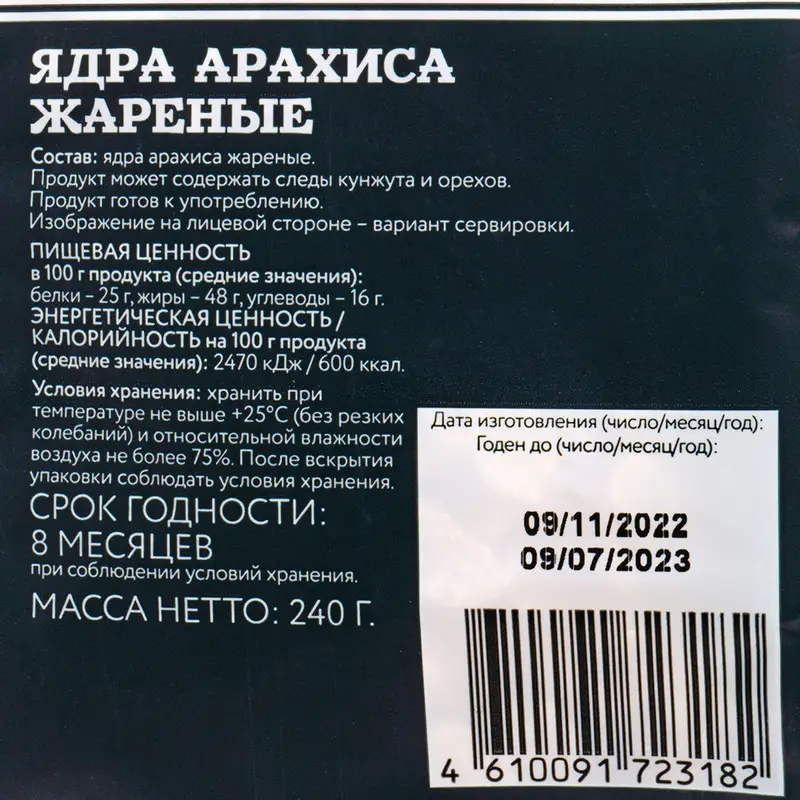 ЯДРА АРАХИСА
ЖАРЕНЫЕ
Состав: ядра арахиса жареные.
Продукт может содержать следы кунжута и орехов.
Продукт готов к употреблению.
Изображение на лицевой стороне – вариант сервировки.
ПИЩЕВАЯ ЦЕННОСТЬ
в 100 г продукта (средние значения):
белки – 25 г, жиры – 48 г, углеводы – 16 г.
ЭНЕРГЕТИЧЕСКАЯ ЦЕННОСТЬ /
КАЛОРИЙНОСТЬ на 100 г продукта
(средние значения): 2470 кДж / 600 ккал.
Условия хранения: хранить при
температуре не выше +25°С (без резких
колебаний) и относительной влажности
воздуха не более 75%. После вскрытия
упаковки соблюдать условия хранения.
СРОК ГОДНОСТИ:
8 МЕСЯЦЕВ
при соблюдении условий хранения.
МАССА НЕТТО: 240 Г.
Дата изготовления (число/месяц/год):
Годен до (число/месяц/год):
09/11/2022
09/07/2023
4 610091 723182